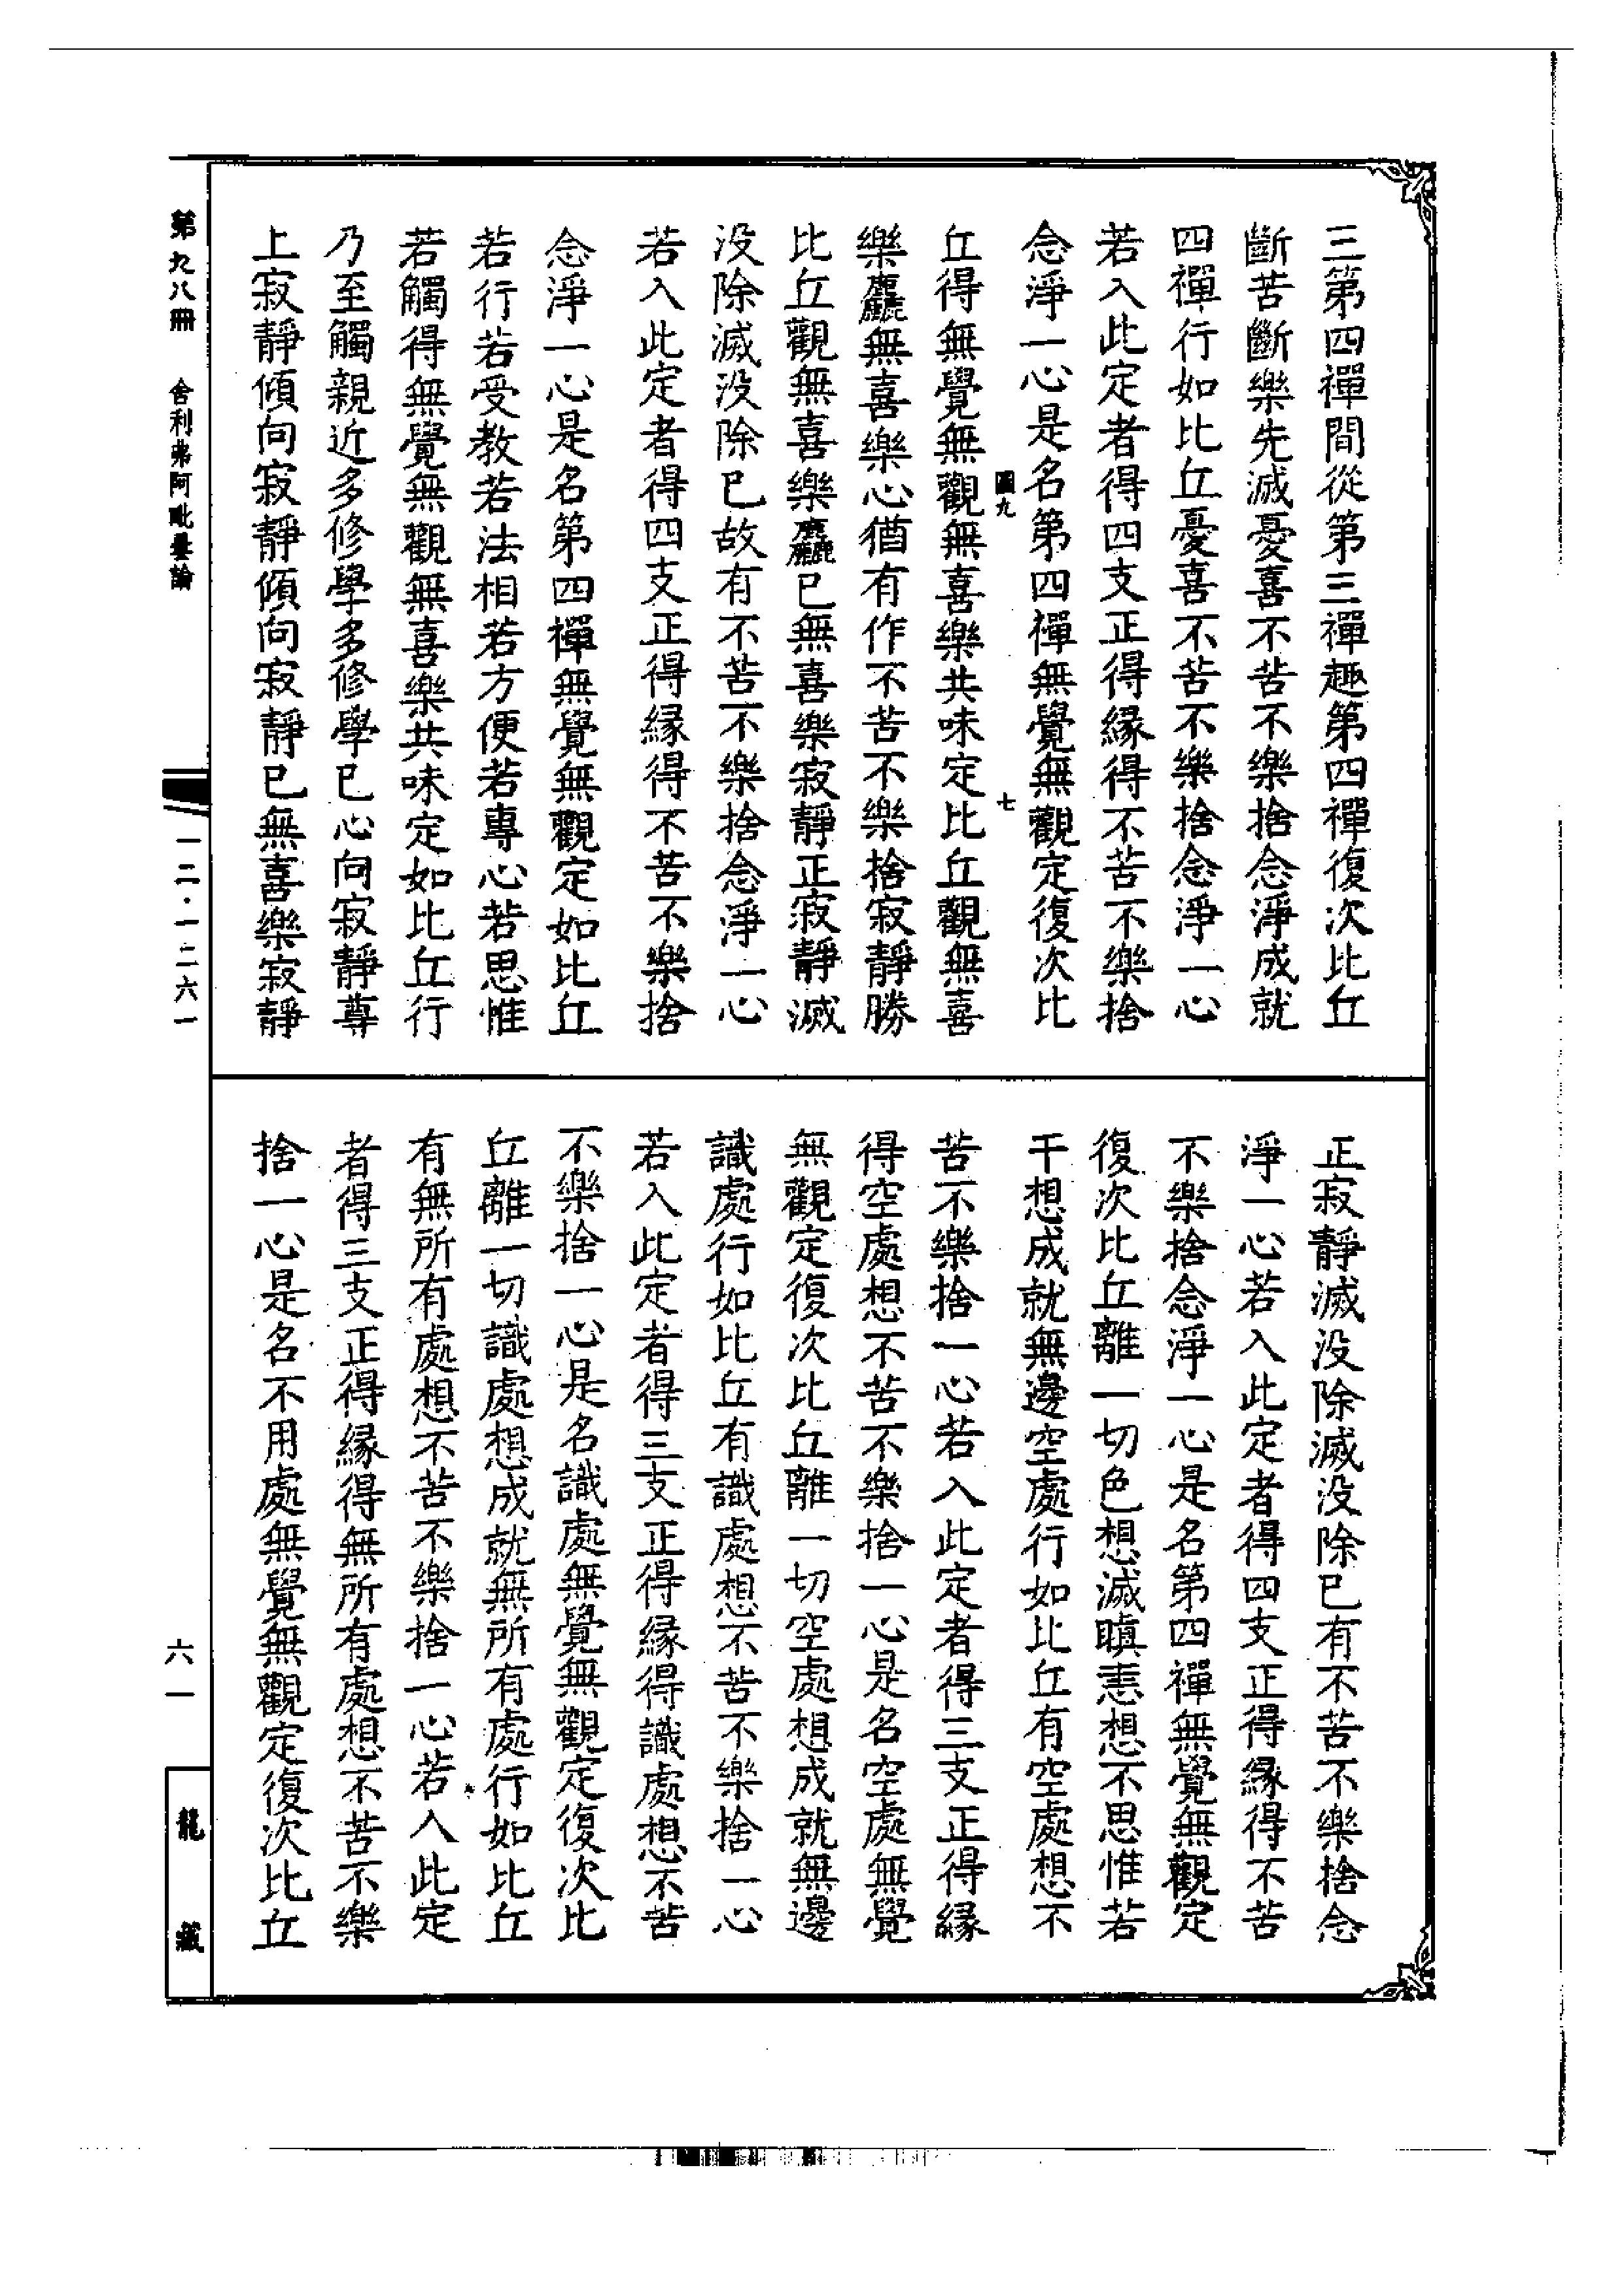 三第四禪間從第三禪趣第四禪復次比丘
斷苦斷樂先滅憂喜不苦不樂捨念淨成就
四禪行如比丘憂喜不苦不樂捨念淨一心
若入此定者得四支正得緣得不苦不樂捨
念淨一心是名第四禪無覺無觀定復次比
圖九
七
丘得無覺無觀無喜樂共味定比丘觀無喜
樂麤無喜樂心猶有作不苦不樂捨寂靜勝
比丘觀無喜樂麤已無喜樂寂靜正寂靜滅
没除滅没除已故有不苦不樂捨念淨一心
若入此定者得四支正得緣得不苦不樂捨
念淨一心是名第四禪無覺無觀定如比丘
若行若受教若法相若方便若專心若思惟
若觸得無覺無觀無喜樂共味定如比丘行
乃至觸親近多修學多修學已心向寂靜尊
上寂靜傾向寂靜傾向寂靜已無喜樂寂靜
正寂靜滅没除滅没除已有不苦不樂捨念
淨一心若入此定者得四支正得緣得不苦
不樂捨念淨一心是名第四禪無覺無觀定
復次比丘離一切色想滅瞋恚想不思惟若
干想成就無邊空處行如比丘有空處想不
苦不樂捨一心若入此定者得三支正得緣
得空處想不苦不樂捨一心是名空處無覺
無觀定復次比丘離一切空處想成就無邊
識處行如比丘有識處想不苦不樂捨一心
若入此定者得三支正得緣得識處想不苦
不樂捨一心是名識處無覺無觀定復次比
丘離一切識處想成就無所有處行如比丘
有無所有處想不苦不樂捨一心若入此定
者得三支正得緣得無所有處想不苦不樂
捨一心是名不用處無覺無觀定復次比丘
第九八冊
舍利弗阿毗曇論
一二·一二六一
六一
龍藏